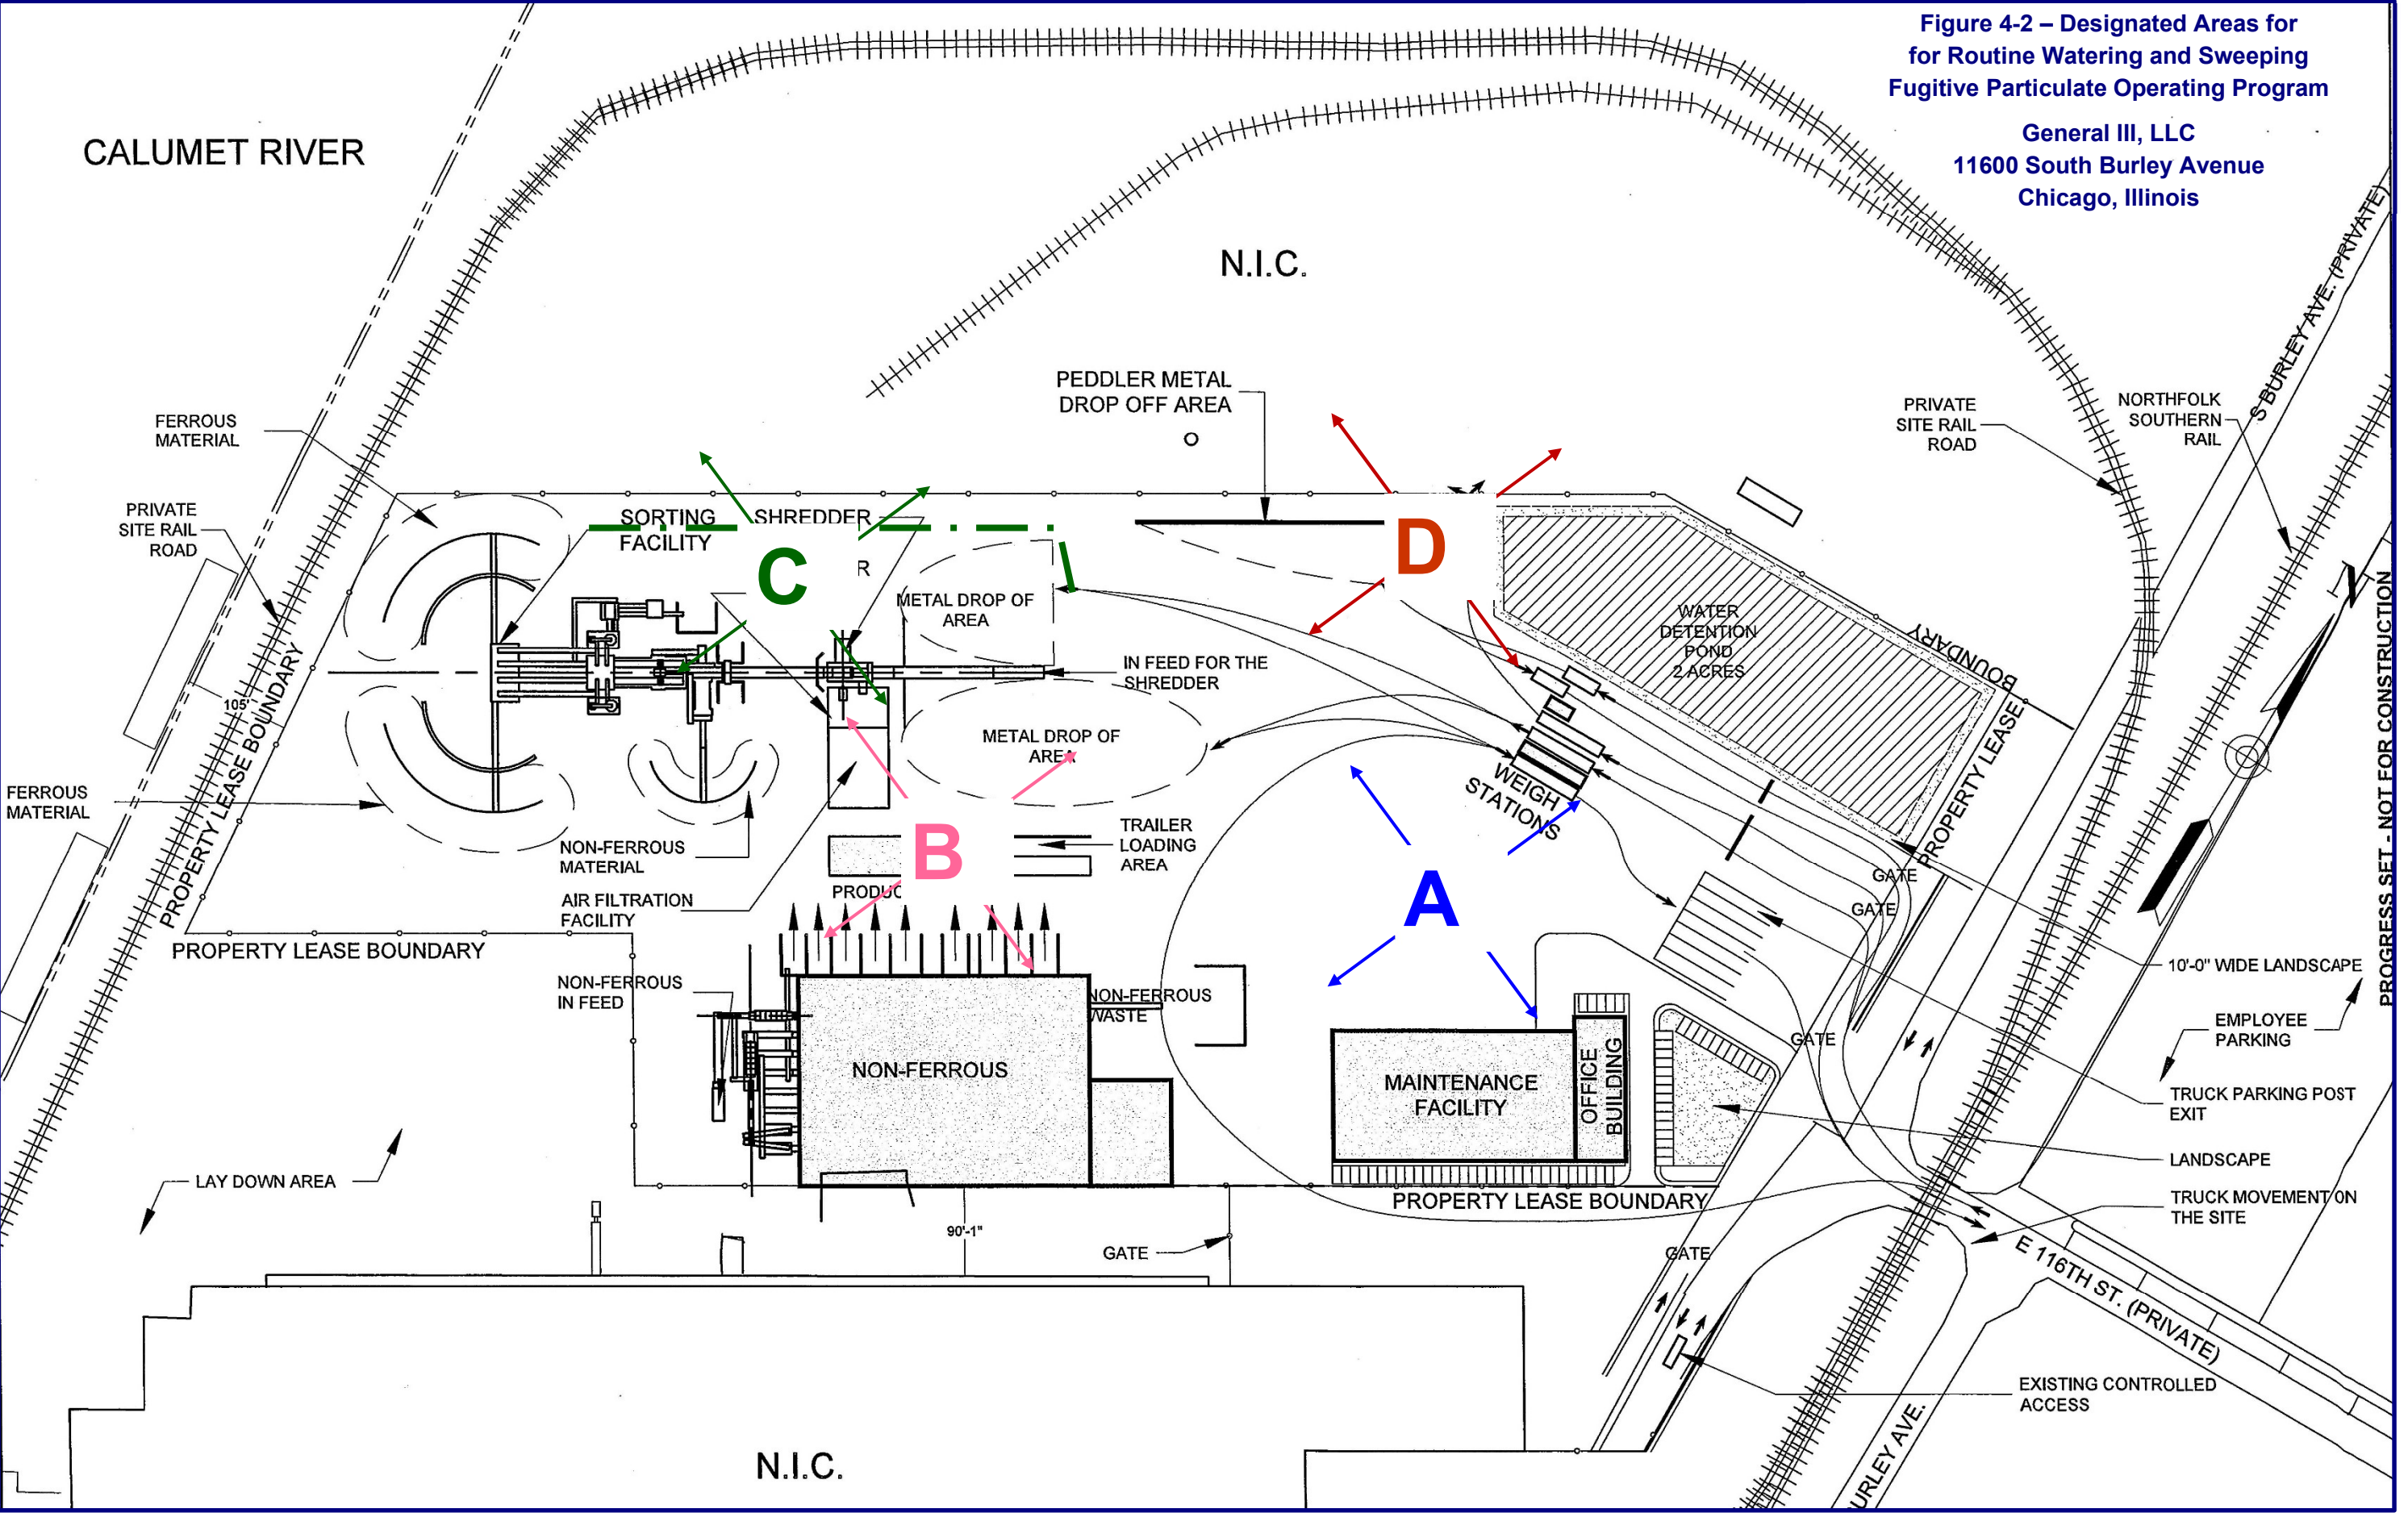 Figure 4-2 – Designated Areas for
for Routine Watering and Sweeping
Fugitive Particulate Operating Program
General III, LLC
11600 South Burley Avenue
Chicago, Illinois
CALUMET RIVER
N.I.C.
S BURLEY AVE. (PRIVATE)
PEDDLER METAL
DROP OFF AREA
FERROUS
MATERIAL
PRIVATE
SITE RAIL
ROAD
NORTHFOLK
SOUTHERN
RAIL
PRIVATE
SITE RAIL
ROAD
SORTING
FACILITY
SHREDDER
R
C
D
METAL DROP OF
AREA
WATER
DETENTION
POND
2 ACRES
BOUNDARY
PROPERTY LEASE
IN FEED FOR THE
SHREDDER
105'
PROPERTY LEASE BOUNDARY
METAL DROP OF
AREA
WEIGH
STATIONS
FERROUS
MATERIAL
NON-FERROUS
MATERIAL
TRAILER
LOADING
AREA
B
A
PRODUC
AIR FILTRATION
FACILITY
GATE
GATE
PROPERTY LEASE BOUNDARY
NON-FERROUS
IN FEED
NON-FERROUS
WASTE
10'-0" WIDE LANDSCAPE
EMPLOYEE
PARKING
GATE
NON-FERROUS
MAINTENANCE
FACILITY
OFFICE
BUILDING
TRUCK PARKING POST
EXIT
LANDSCAPE
LAY DOWN AREA
PROPERTY LEASE BOUNDARY
TRUCK MOVEMENT ON
THE SITE
90'-1"
GATE
GATE
E 116TH ST. (PRIVATE)
EXISTING CONTROLLED
ACCESS
URLEY AVE.
N.I.C.
N
PROGRESS SET - NOT FOR CONSTRUCTION